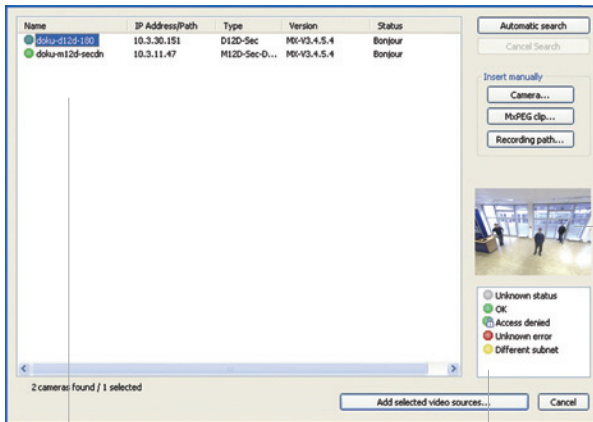 Name IP Address/Path Type Version Status
doku-d12d-180 10.3.30.151 D12D-Sec MX-V3.4.5.4 Bonjour
doku-m12d-secdn 10.3.11.47 M12D-Sec-D... MX-V3.4.5.4 Bonjour
Automatic search
Cancel Search
Insert manually
Camera...
MxPEG clip...
Recording path...
Unknown status
OK
Access denied
Unknown error
Different subnet
2 cameras found / 1 selected
Add selected video sources...
Cancel